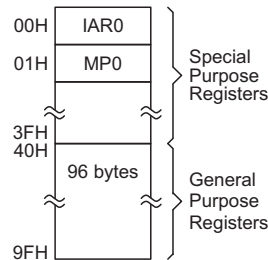 00H IAR0
01H MP0
Special
Purpose
Registers
3FH
40H
96 bytes
General
Purpose
Registers
9FH